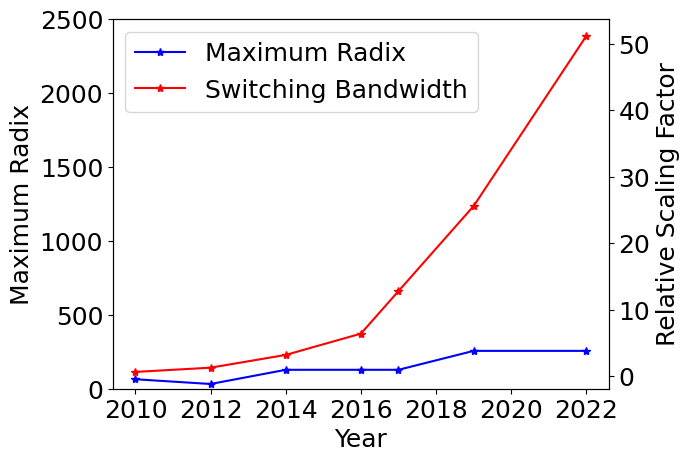 Maximum Radix
Switching Bandwidth
Maximum Radix
2500
2000
1500
1000
500
0
50
40
30
20
10
0
Relative Scaling Factor
2010 2012 2014 2016 2018 2020 2022
Year